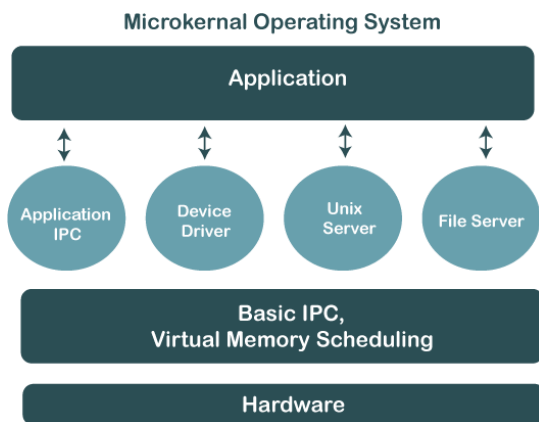 Microkernal Operating System
Application
Application
IPC
Device
Driver
Unix
Server
File Server
Basic IPC,
Virtual Memory Scheduling
Hardware